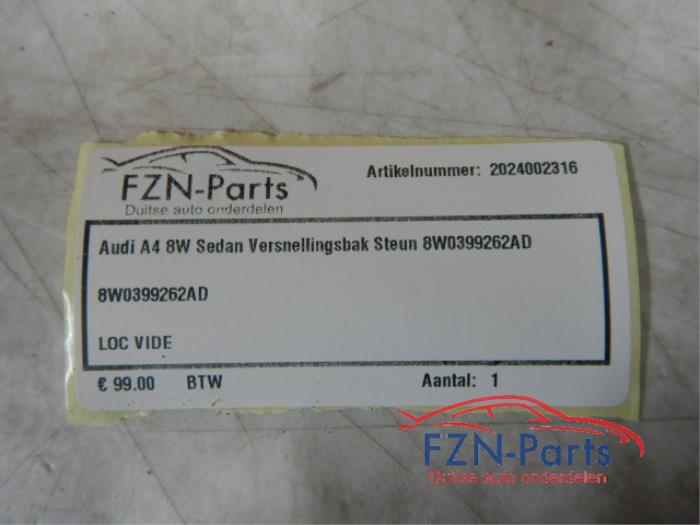 FZN-Parts
Duitse auto onderdelen
Artikelnummer: 2024002316
Audi A4 8W Sedan Versnellingsbak Steun 8W0399262AD
8W0399262AD
LOC VIDE
€ 99.00 BTW Aantal: 1
FZN-Parts
Duitse auto onderdelen